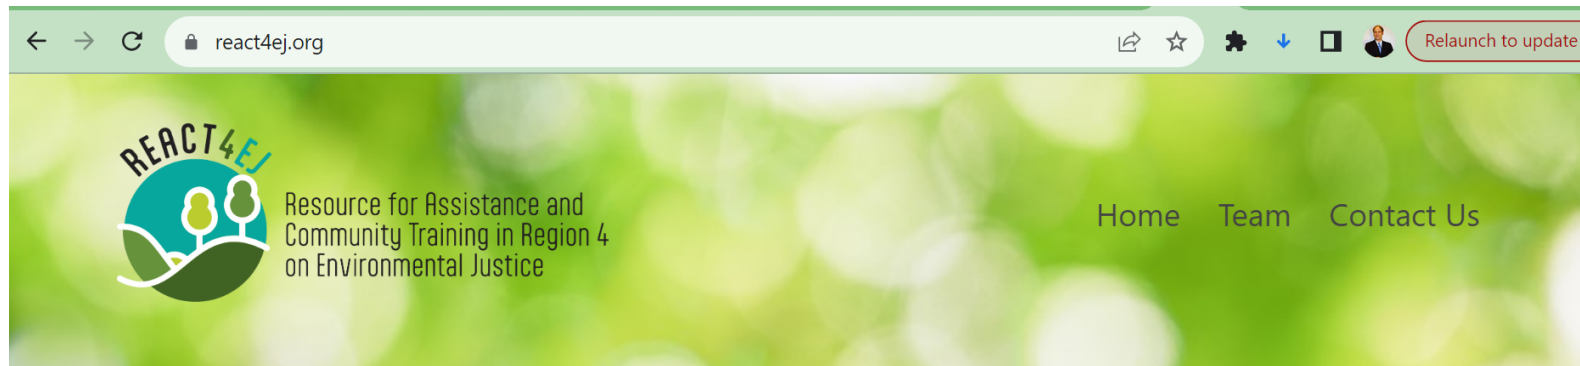 react4ej.org
Relaunch to update
REACT4EJ
Resource for Assistance and
Community Training in Region 4
on Environmental Justice
Home Team Contact Us